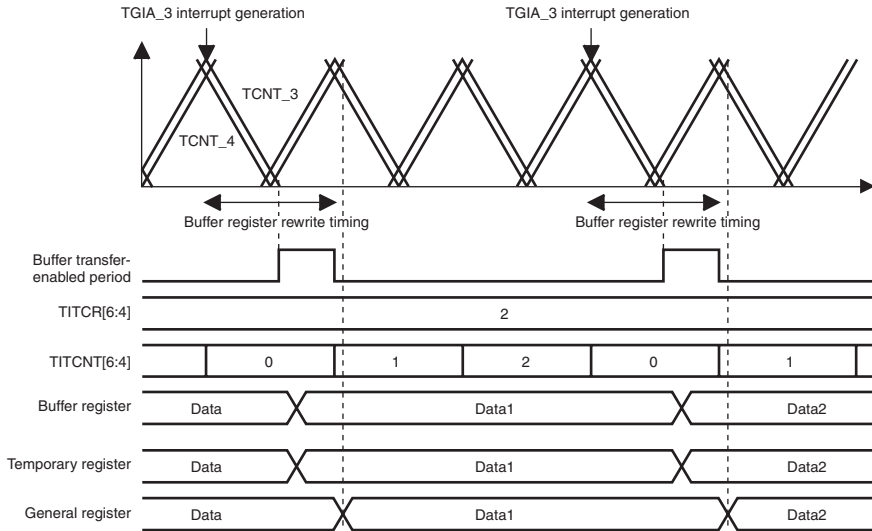 TGIA_3 interrupt generation
TGIA_3 interrupt generation
TCNT_3
TCNT_4
Buffer register rewrite timing
Buffer register rewrite timing
Buffer transfer-
enabled period
TITCR[6:4]
2
TITCNT[6:4]
0
1
2
0
1
Buffer register
Data
Data1
Data2
Temporary register
Data
Data1
Data2
General register
Data
Data1
Data2